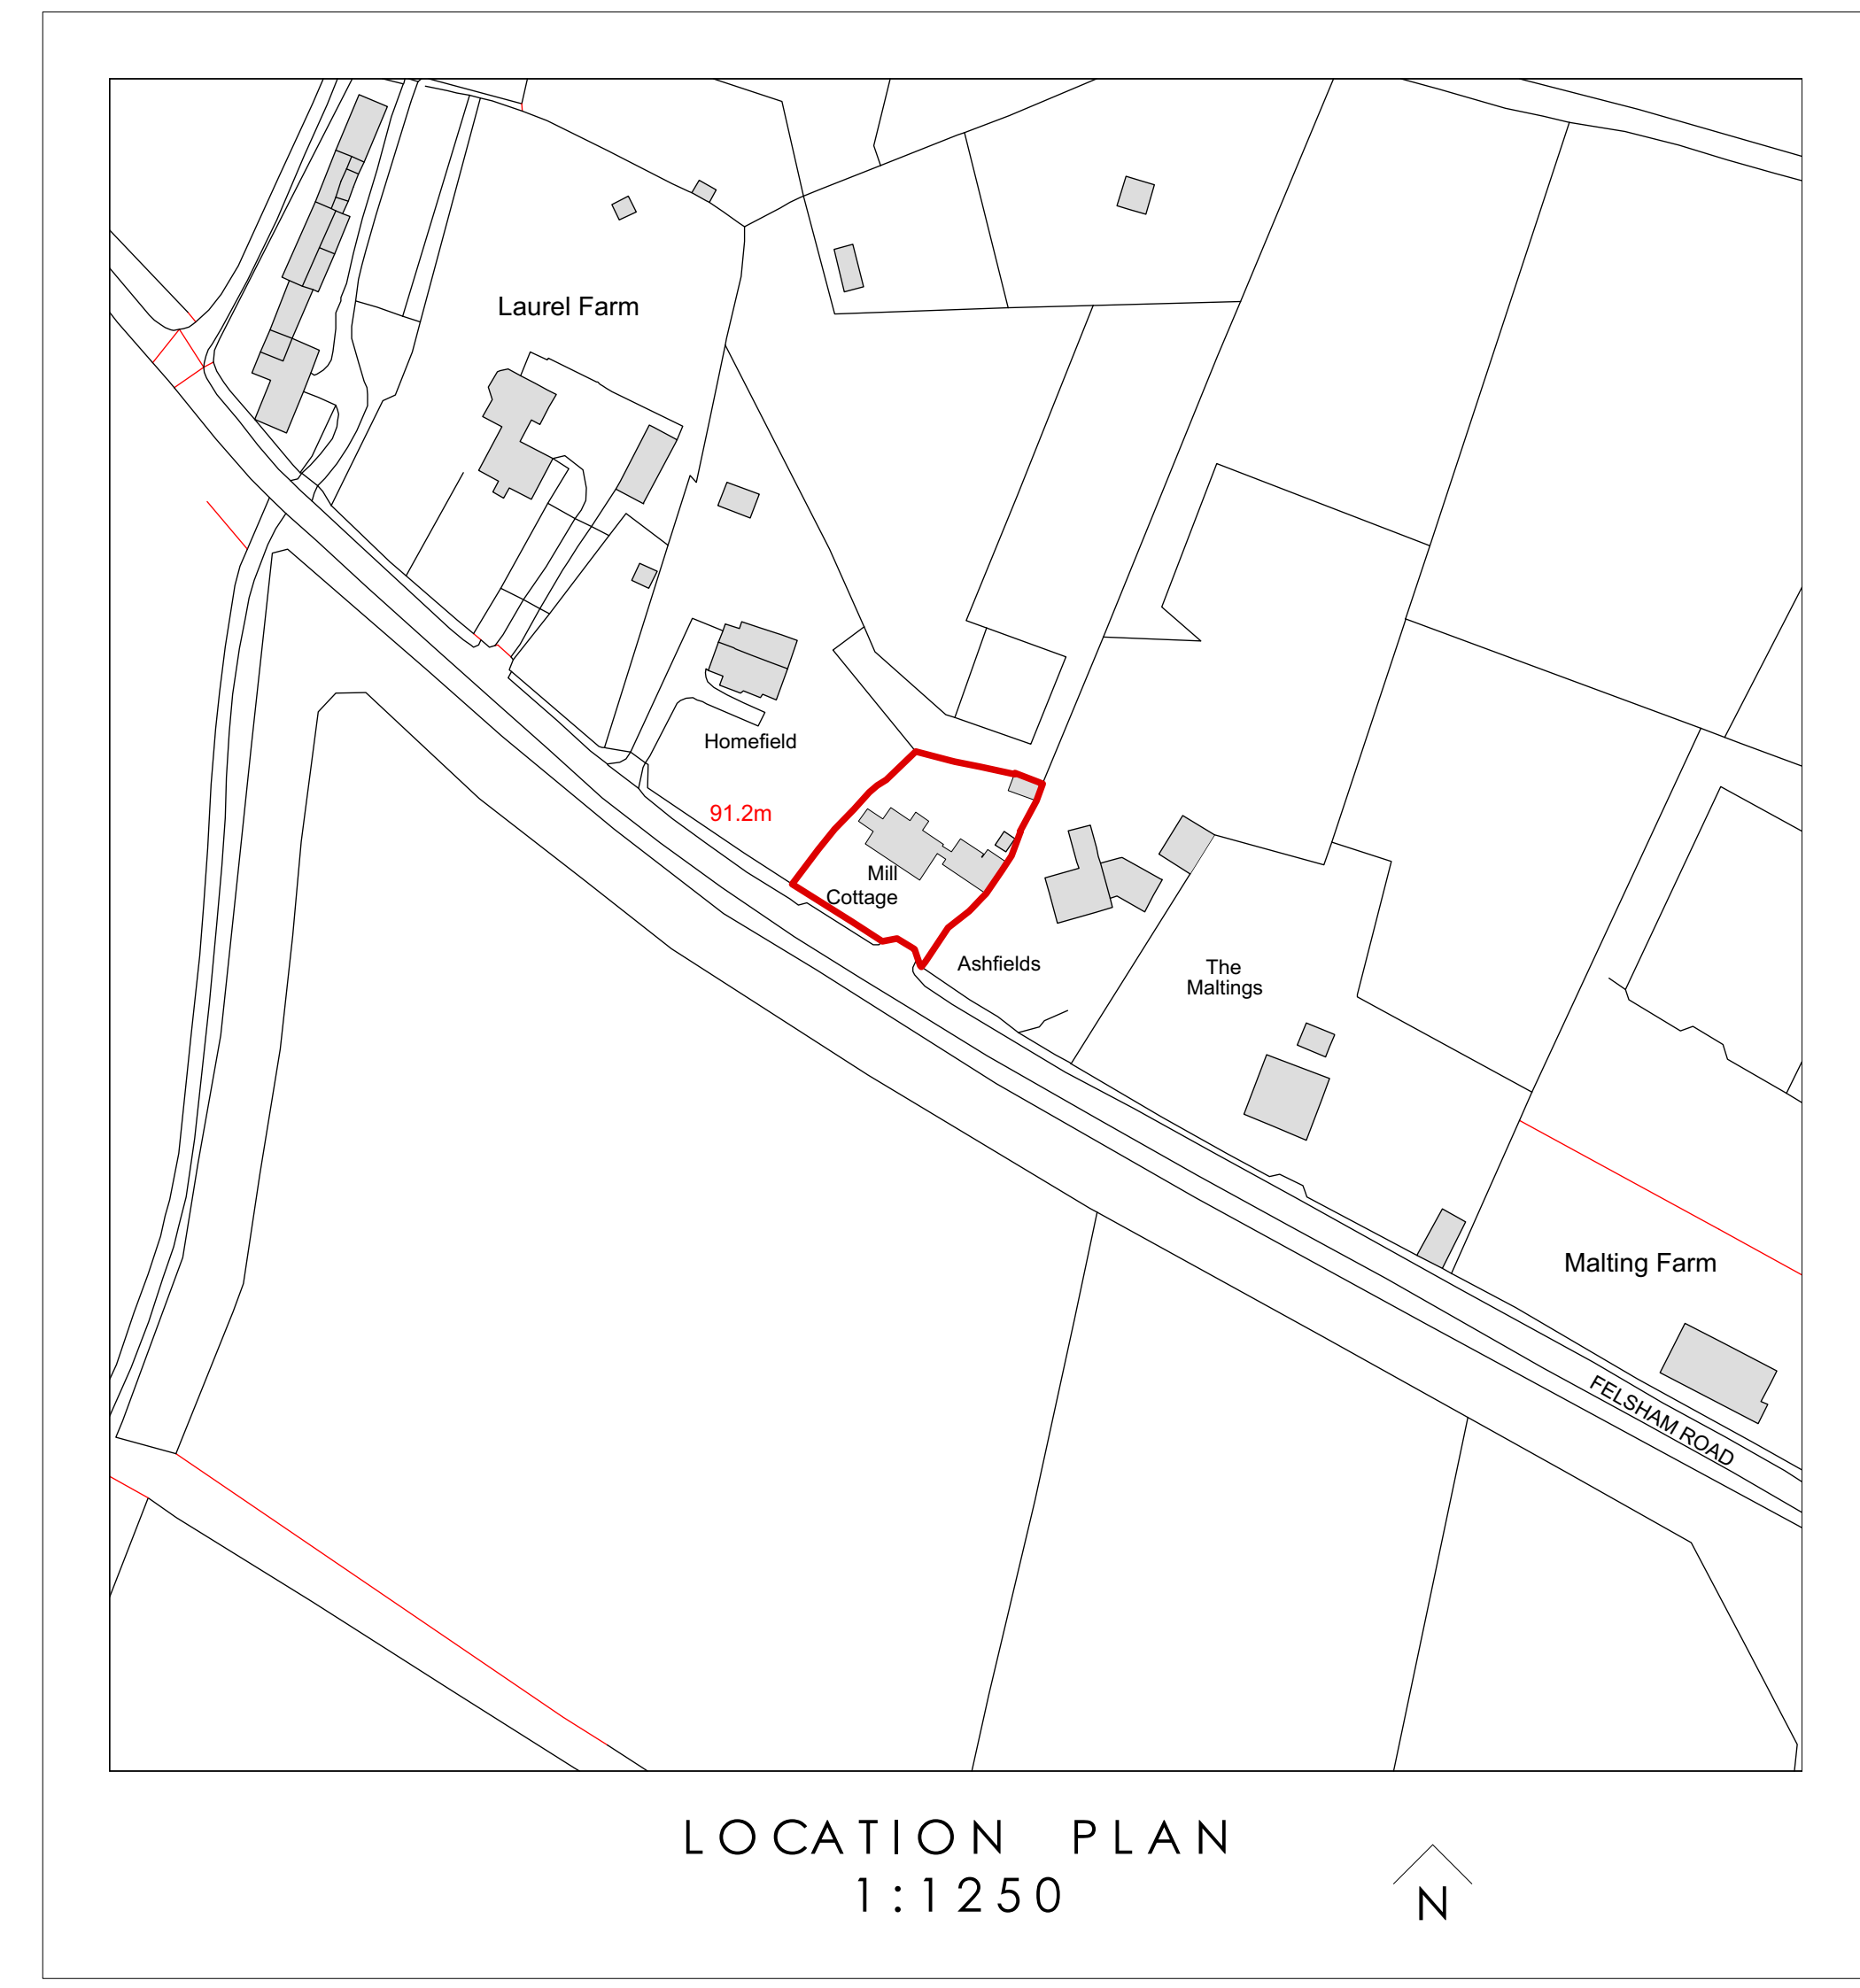 Laurel Farm
Homefield
91.2m
Mill
Cottage
Ashfields
The
Maltings
Malting Farm
FELSHAM ROAD
LOCATION PLAN
1:1250
N